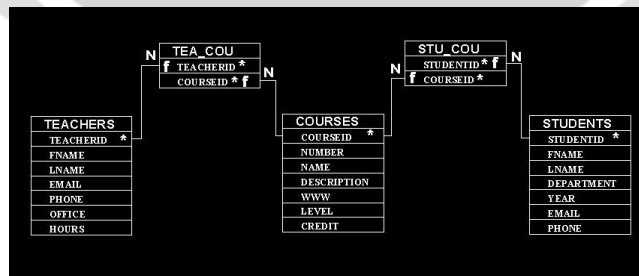 N
TEA_COU
f TEACHERID *
COURSEID * f
N
N
STU_COU
STUDENTID * f
f COURSEID *
N
TEACHERS
TEACHERID *
FNAME
LNAME
EMAIL
PHONE
OFFICE
HOURS
COURSES
COURSEID *
NUMBER
NAME
DESCRIPTION
WWW
LEVEL
CREDIT
STUDENTS
STUDENTID *
FNAME
LNAME
DEPARTMENT
YEAR
EMAIL
PHONE